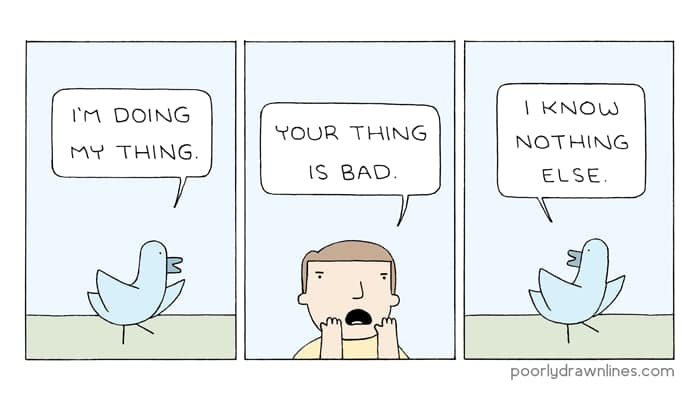 I'M DOING
MY THING.
YOUR THING
IS BAD.
I KNOW
NOTHING
ELSE.
poorlydrawnlines.com